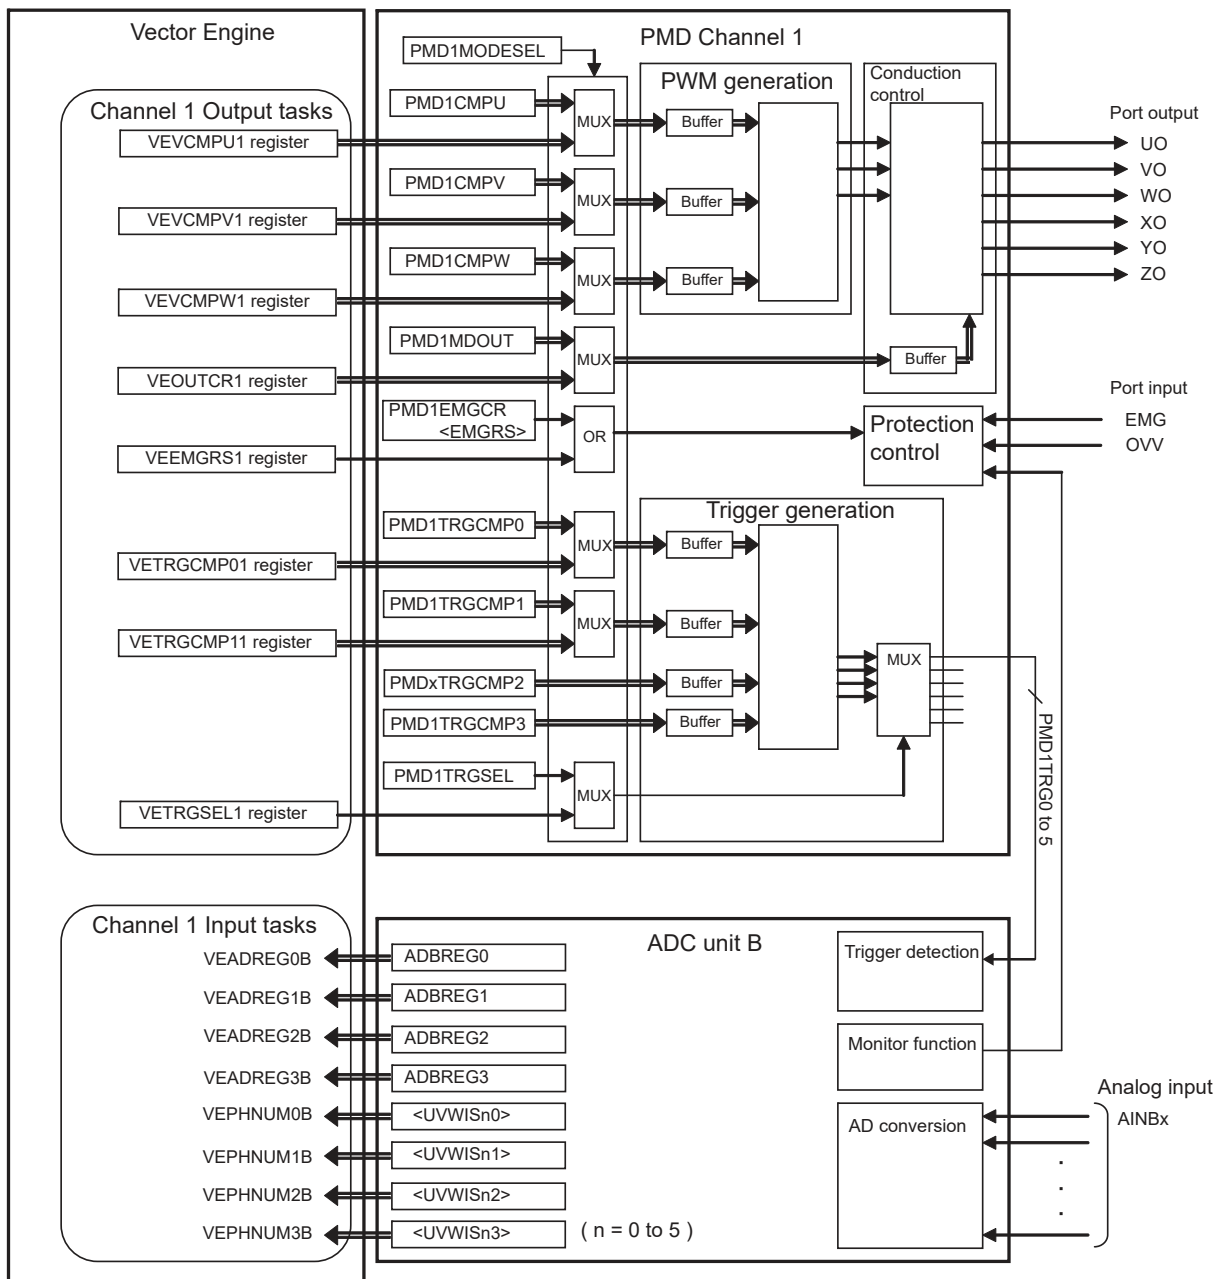 Vector Engine
PMD Channel 1
PMD1MODESEL
PWM generation
Conduction
control
Channel 1 Output tasks
PMD1CMPU
MUX
Buffer
Port output
VEVCMPU1 register
UO
VO
WO
XO
YO
ZO
PMD1CMPV
MUX
Buffer
VEVCMPV1 register
PMD1CMPW
MUX
Buffer
VEVCMPW1 register
PMD1MDOUT
MUX
Buffer
VEOUTCR1 register
Port input
PMD1EMGCR
<EMGRS>
OR
Protection
control
EMG
OVV
VEEMGRS1 register
Trigger generation
PMD1TRGCMP0
MUX
Buffer
VETRGCMP01 register
PMD1TRGCMP1
MUX
Buffer
VETRGCMP11 register
MUX
PMDxTRGCMP2
Buffer
PMD1TRGCMP3
Buffer
PMD1TRG0 to 5
PMD1TRGSEL
MUX
VETRGSEL1 register
Channel 1 Input tasks
ADC unit B
VEADREG0B
ADBREG0
Trigger detection
VEADREG1B
ADBREG1
VEADREG2B
ADBREG2
Monitor function
VEADREG3B
ADBREG3
Analog input
VEPHNUM0B
<UVWISn0>
AD conversion
AINBx
VEPHNUM1B
<UVWISn1>
VEPHNUM2B
<UVWISn2>
VEPHNUM3B
<UVWISn3>
( n = 0 to 5 )